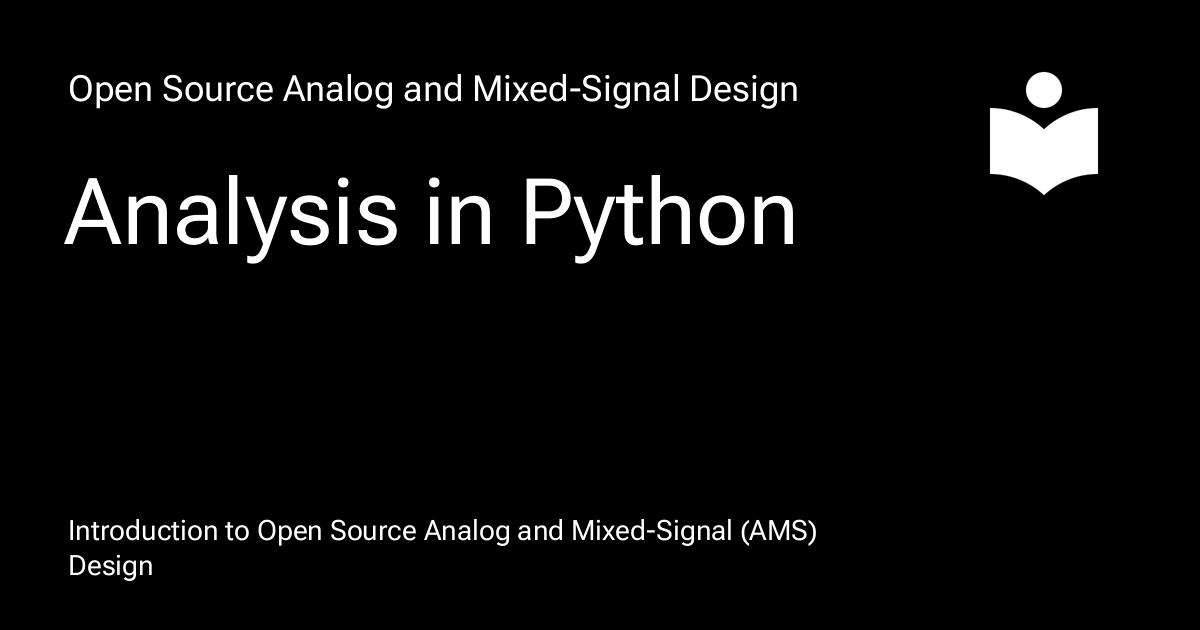 Open Source Analog and Mixed-Signal Design
Analysis in Python
Introduction to Open Source Analog and Mixed-Signal (AMS)
Design